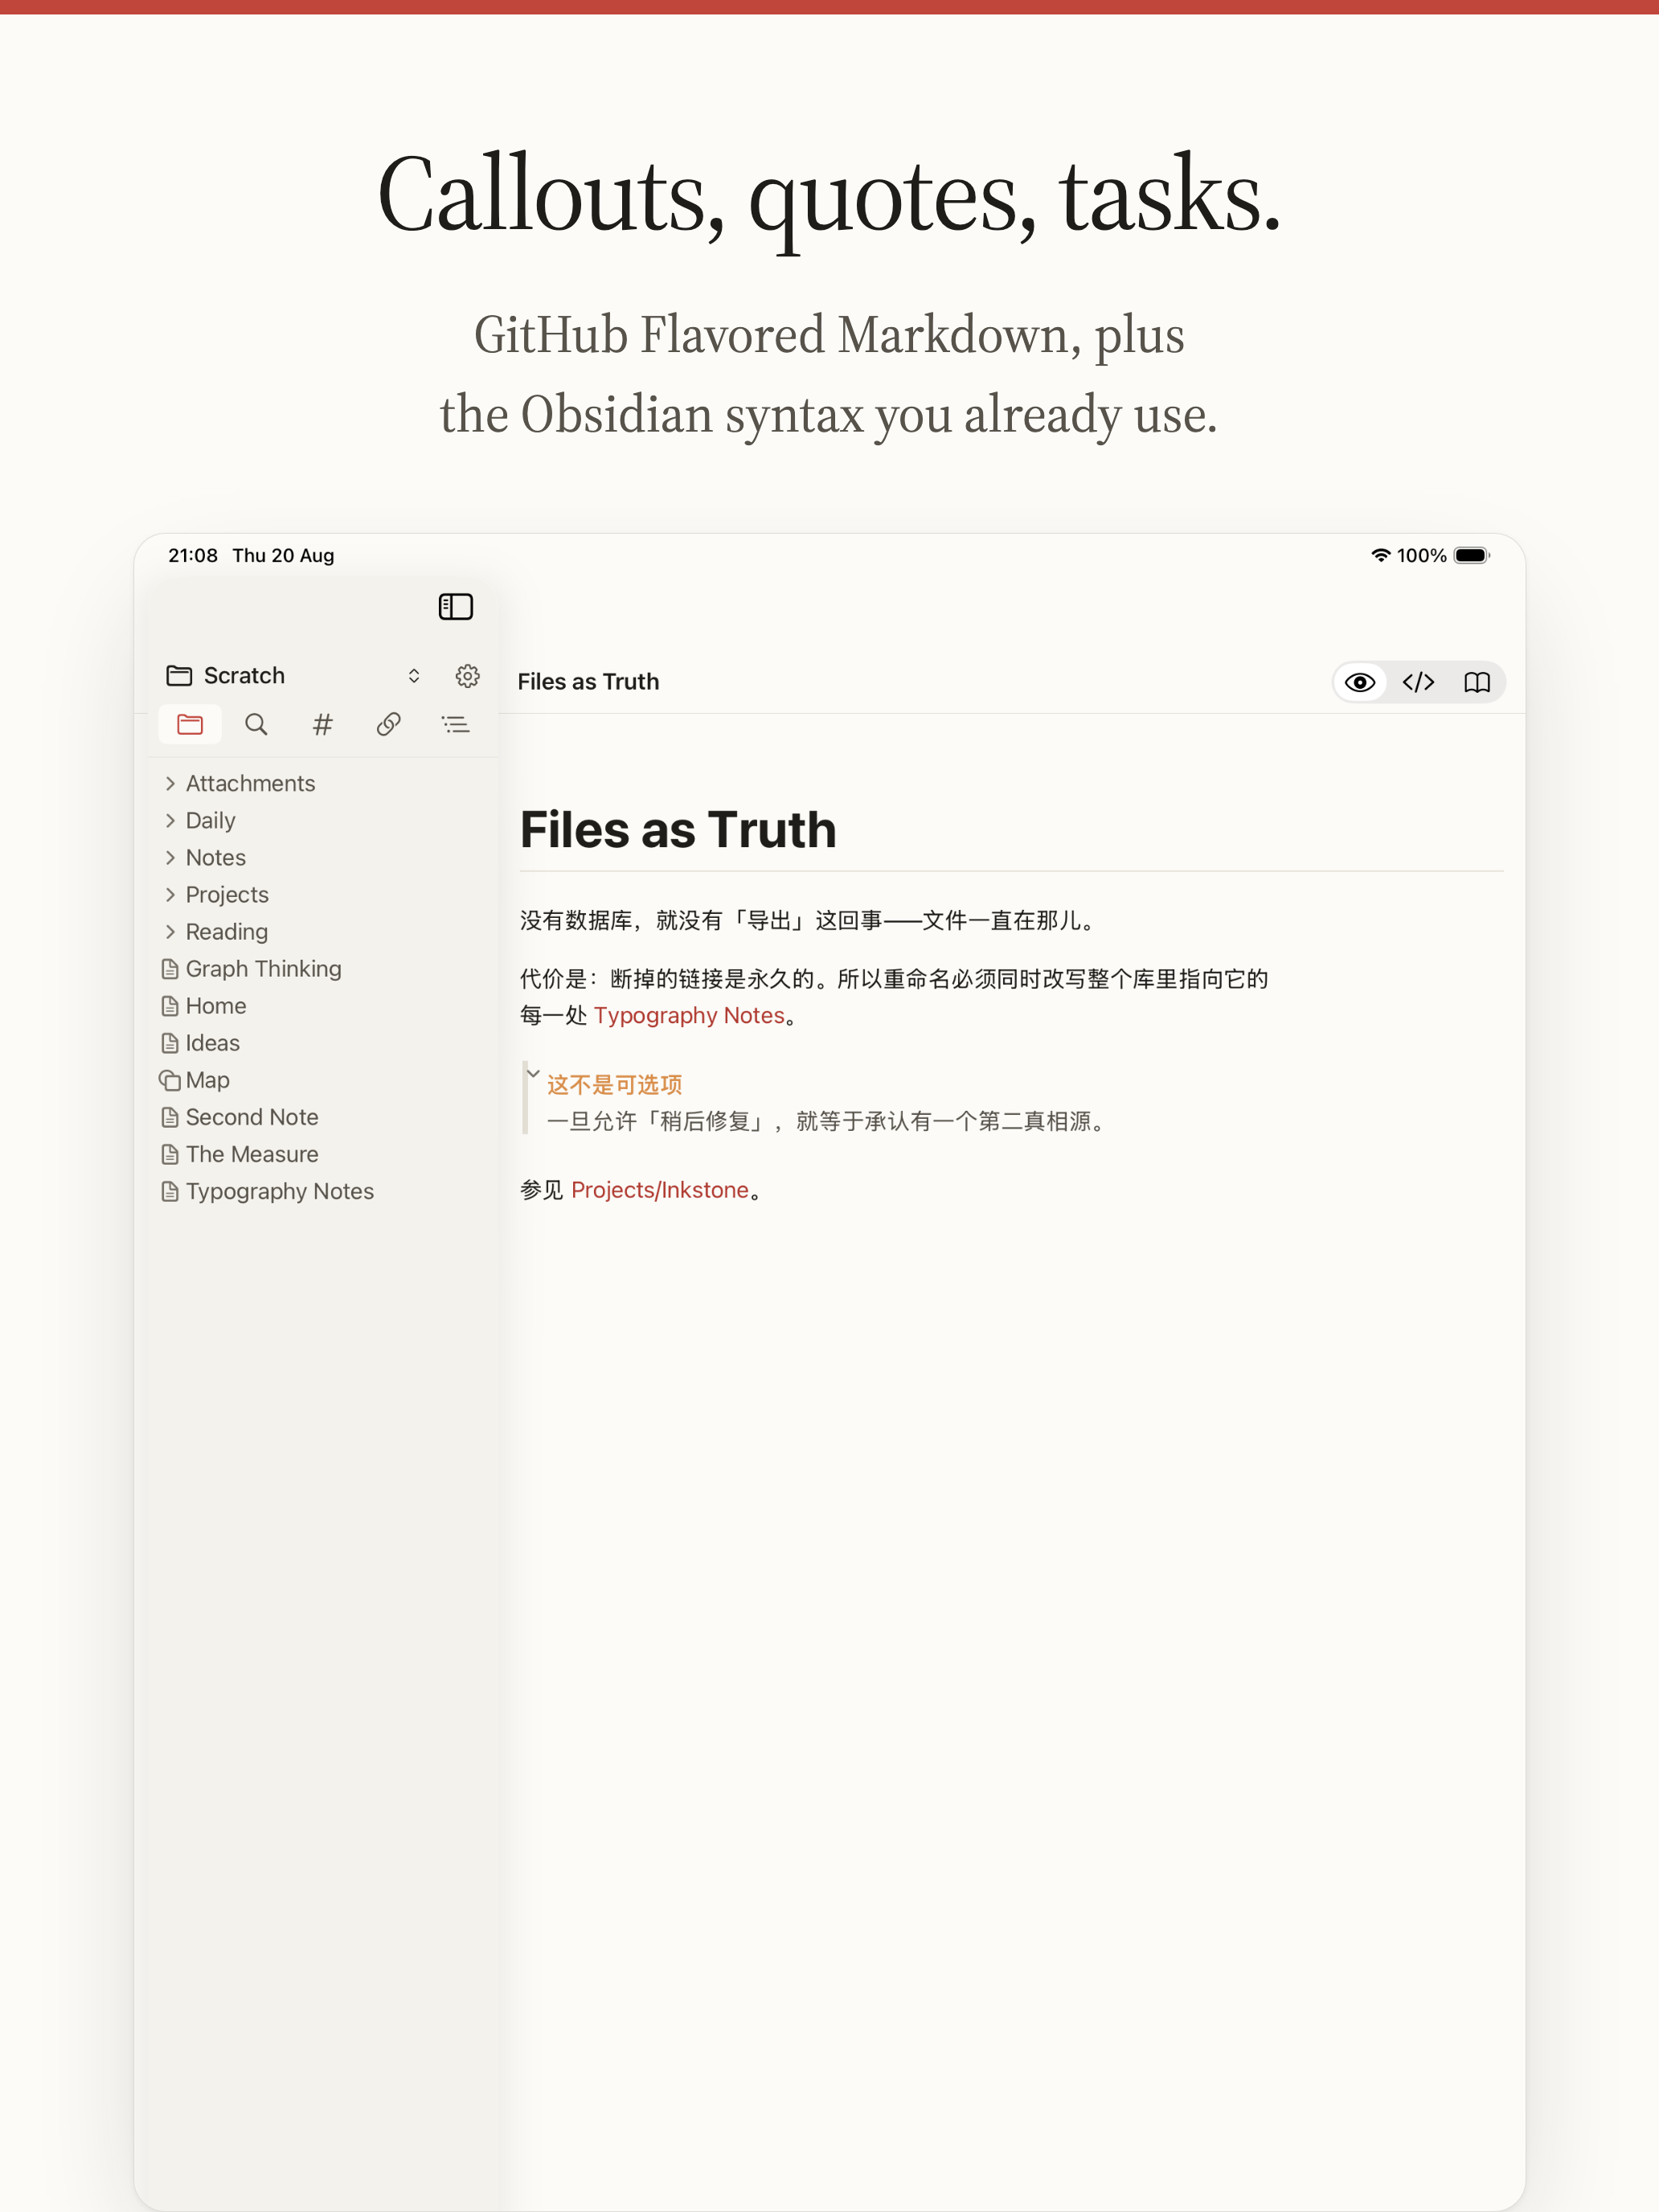 Callouts, quotes, tasks.
GitHub Flavored Markdown, plus
the Obsidian syntax you already use.
21:08 Thu 20 Aug
100%
Scratch
Attachments
Daily
Notes
Projects
Reading
Graph Thinking
Home
Ideas
Map
Second Note
The Measure
Typography Notes
Files as Truth
Files as Truth
没有数据库，就没有「导出」这回事——文件一直在那儿。
代价是：断掉的链接是永久的。所以重命名必须同时改写整个库里指向它的
每一处 Typography Notes。
这不是可选项
一旦允许「稍后修复」，就等于承认有一个第二真相源。
参见 Projects/Inkstone。